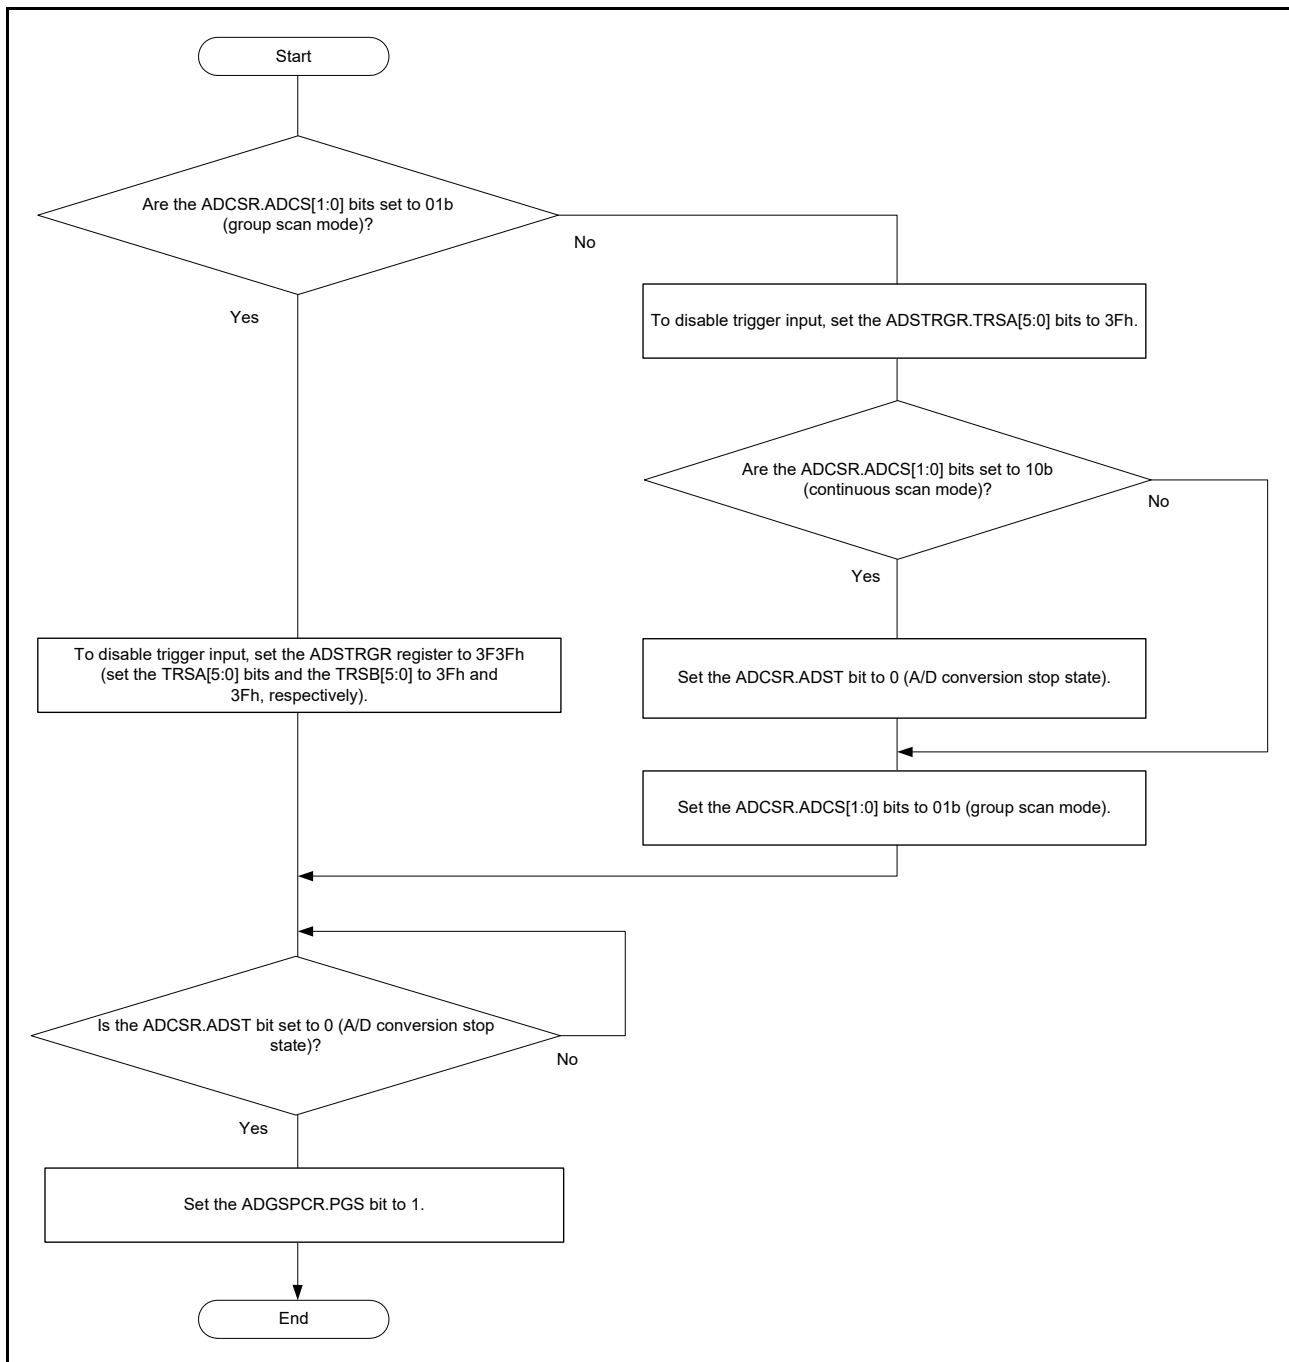 Start
Are the ADCSR.ADCS[1:0] bits set to 01b
(group scan mode)?
No
Yes
To disable trigger input, set the ADSTRGR.TRSA[5:0] bits to 3Fh.
Are the ADCSR.ADCS[1:0] bits set to 10b
(continuous scan mode)?
No
Yes
To disable trigger input, set the ADSTRGR register to 3F3Fh
(set the TRSA[5:0] bits and the TRSB[5:0] to 3Fh and
3Fh, respectively).
Set the ADCSR.ADST bit to 0 (A/D conversion stop state).
Set the ADCSR.ADCS[1:0] bits to 01b (group scan mode).
Is the ADCSR.ADST bit set to 0 (A/D conversion stop
state)?
No
Yes
Set the ADGSPCR.PGS bit to 1.
End